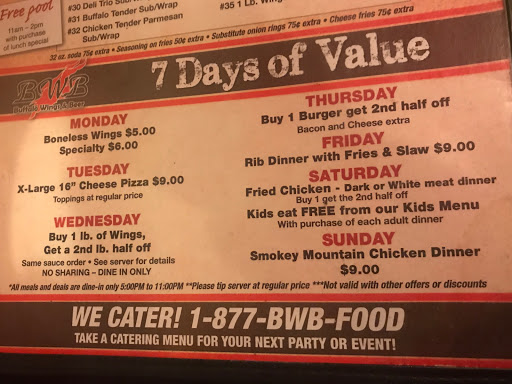 Free pool
11am - 2pm
with purchase
of lunch special
#30 Deli Trio Sub/Wrap
#31 Buffalo Tender Sub/Wrap
#32 Chicken Tender Parmesan
Sub/Wrap
#35 1 Lb.
32 oz. soda 75¢ extra • Seasoning on fries 50¢ extra • Substitute onion rings 75¢ extra • Cheese fries 75¢ extra
BWB
Buffalo Wings & Beer
7 Days of Value
MONDAY
Boneless Wings $5.00
Specialty $6.00
TUESDAY
X-Large 16” Cheese Pizza $9.00
Toppings at regular price
WEDNESDAY
Buy 1 lb. of Wings,
Get a 2nd lb. half off
Same sauce order • See server for details
NO SHARING – DINE IN ONLY
THURSDAY
Buy 1 Burger get 2nd half off
Bacon and Cheese extra
FRIDAY
Rib Dinner with Fries & Slaw $9.00
SATURDAY
Fried Chicken - Dark or White meat dinner
Buy 1 get the 2nd half off
Kids eat FREE from our Kids Menu
With purchase of each adult dinner
SUNDAY
Smokey Mountain Chicken Dinner
$9.00
*All meals and deals are dine-in only 5:00PM to 11:00PM **Please tip server at regular price ***Not valid with other offers or discounts
WE CATER! 1-877-BWB-FOOD
TAKE A CATERING MENU FOR YOUR NEXT PARTY OR EVENT!